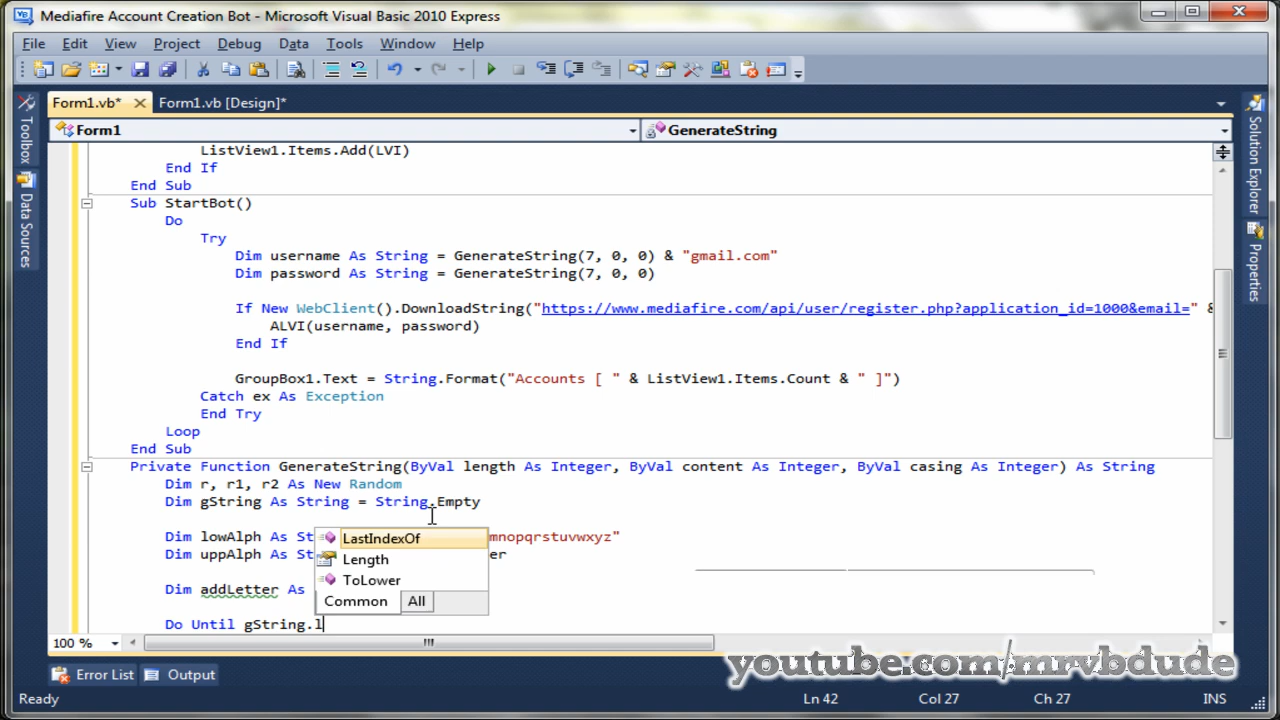 Mediafire Account Creation Bot - Microsoft Visual Basic 2010 Express
File Edit View Project Debug Data Tools Window Help
Form1.vb* Form1.vb [Design]*
Form1 GenerateString
Toolbox
Data Sources
Solution Explorer
Properties
ListView1.Items.Add(LVI)
End If
End Sub
Sub StartBot()
Do
Try
Dim username As String = GenerateString(7, 0, 0) & "gmail.com"
Dim password As String = GenerateString(7, 0, 0)
If New WebClient().DownloadString("https://www.mediafire.com/api/user/register.php?application_id=1000&email=" &
ALVI(username, password)
End If
GroupBox1.Text = String.Format("Accounts [ " & ListView1.Items.Count & " ]")
Catch ex As Exception
End Try
Loop
End Sub
Private Function GenerateString(ByVal length As Integer, ByVal content As Integer, ByVal casing As Integer) As String
Dim r, r1, r2 As New Random
Dim gString As String = String.Empty
Dim lowAlph As St mnopqrstuvwxyz"
Dim uppAlph As St er
Dim addLetter As
Do Until gString.l
LastIndexOf
Length
ToLower
Common All
100 %
youtube.com/mrvbdude
Error List Output
Ready Ln 42 Col 27 Ch 27 INS